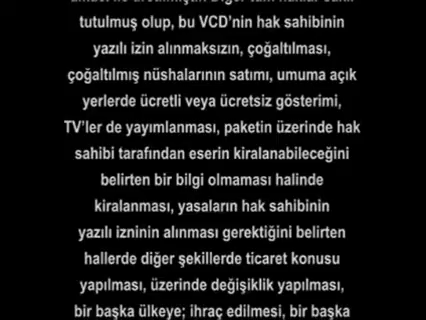 tutulmuş olup, bu VCD'nin hak sahibinin
yazılı izin alınmaksızın, çoğaltılması,
çoğaltılmış nüshalarının satımı, umuma açık
yerlerde ücretli veya ücretsiz gösterimi,
TV'ler de yayımlanması, paketin üzerinde hak
sahibi tarafından eserin kiralanabileceğini
belirten bir bilgi olmaması halinde
kiralanması, yasaların hak sahibinin
yazılı izninin alınması gerektiğini belirten
hallerde diğer şekillerde ticaret konusu
yapılması, üzerinde değişiklik yapılması,
bir başka ülkeye; ihraç edilmesi, bir başka